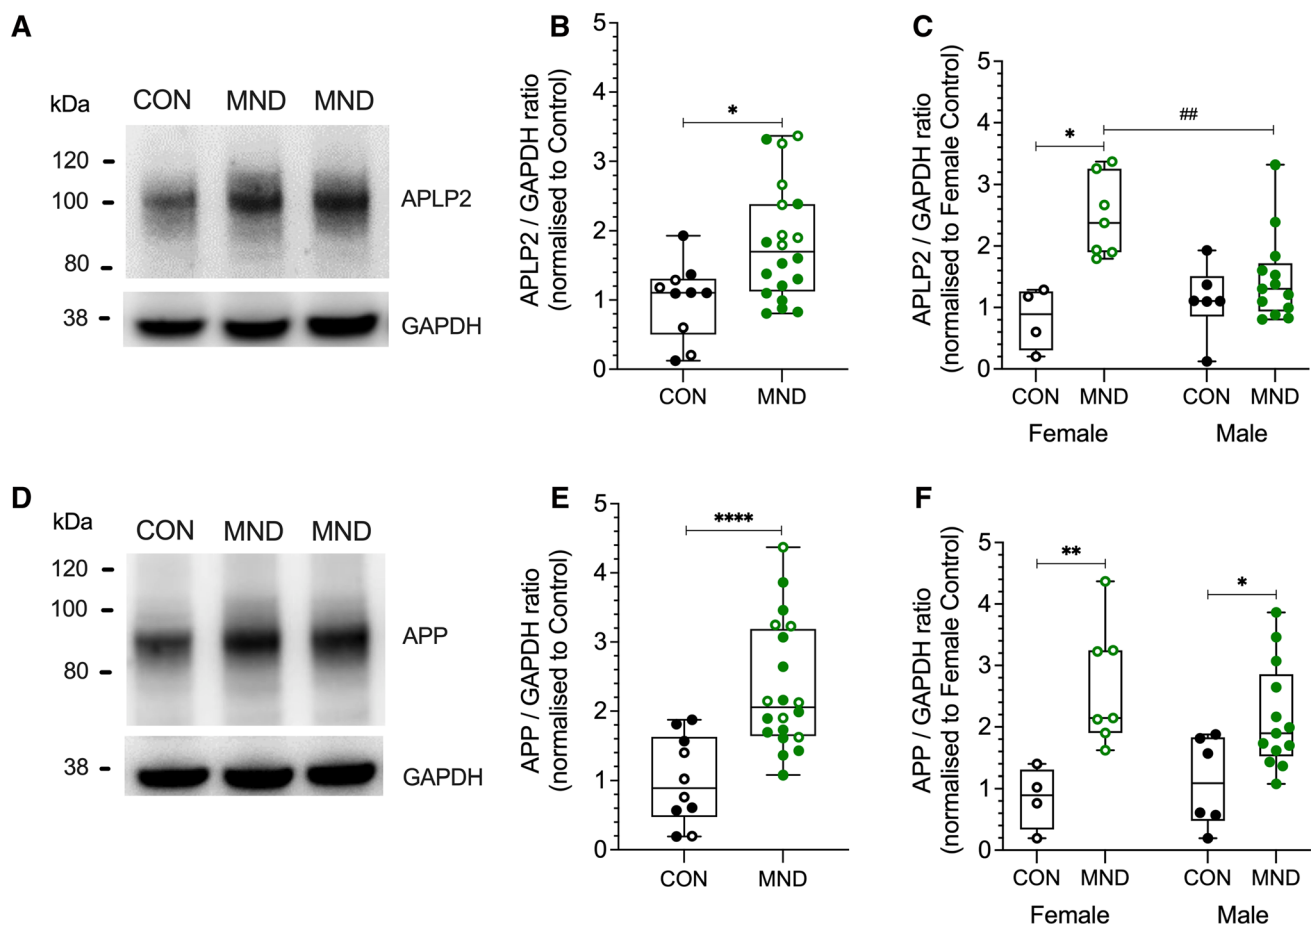 A
kDa
CON MND MND
120
100
80
38
APLP2
GAPDH
B
APLP2 / GAPDH ratio
(normalised to Control)
5
4
3
2
1
0
*
CON MND
C
APLP2 / GAPDH ratio
(normalised to Female Control)
5
4
3
2
1
0
*
##
CON MND CON MND
Female Male
D
kDa
CON MND MND
120
100
80
38
APP
GAPDH
E
APP / GAPDH ratio
(normalised to Control)
5
4
3
2
1
0
****
CON MND
F
APP / GAPDH ratio
(normalised to Female Control)
5
4
3
2
1
0
**
*
CON MND CON MND
Female Male